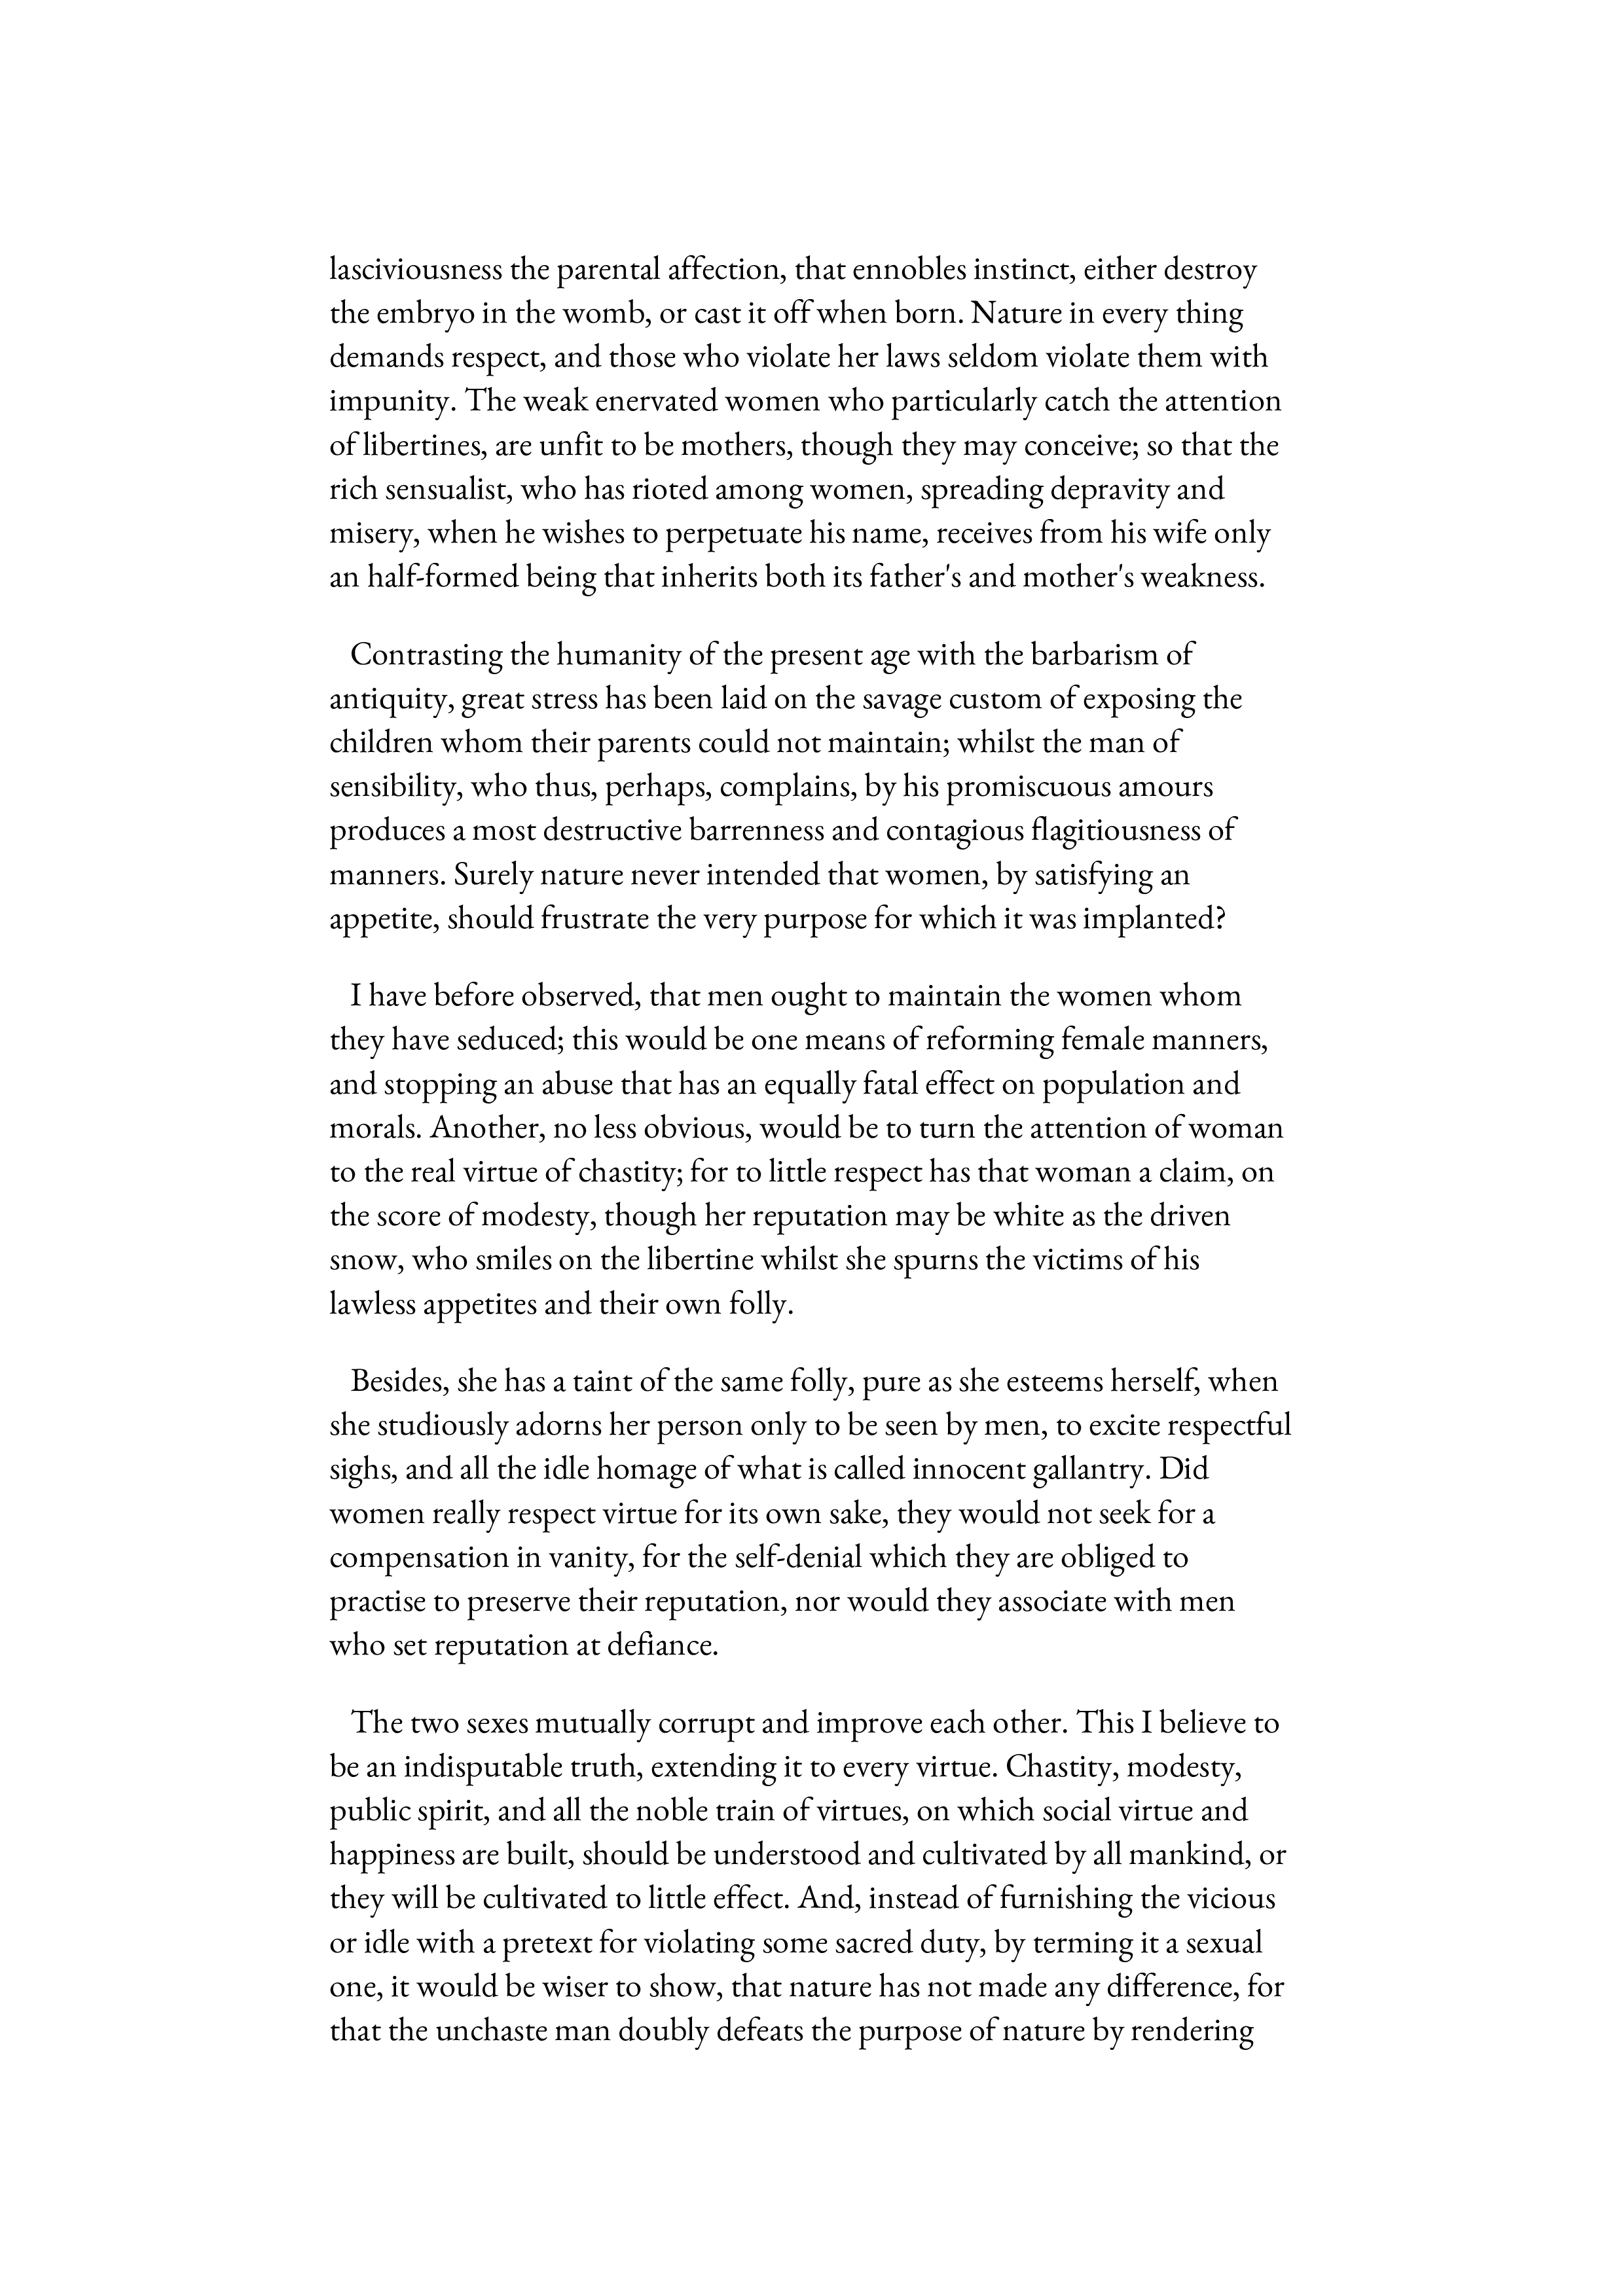 lasciviousness the parental affection, that ennobles instinct, either destroy
the embryo in the womb, or cast it off when born. Nature in every thing
demands respect, and those who violate her laws seldom violate them with
impunity. The weak enervated women who particularly catch the attention
of libertines, are unfit to be mothers, though they may conceive; so that the
rich sensualist, who has rioted among women, spreading depravity and
misery, when he wishes to perpetuate his name, receives from his wife only
an half-formed being that inherits both its father's and mother's weakness.
Contrasting the humanity of the present age with the barbarism of
antiquity, great stress has been laid on the savage custom of exposing the
children whom their parents could not maintain; whilst the man of
sensibility, who thus, perhaps, complains, by his promiscuous amours
produces a most destructive barrenness and contagious flagitiousness of
manners. Surely nature never intended that women, by satisfying an
appetite, should frustrate the very purpose for which it was implanted?
I have before observed, that men ought to maintain the women whom
they have seduced; this would be one means of reforming female manners,
and stopping an abuse that has an equally fatal effect on population and
morals. Another, no less obvious, would be to turn the attention of woman
to the real virtue of chastity; for to little respect has that woman a claim, on
the score of modesty, though her reputation may be white as the driven
snow, who smiles on the libertine whilst she spurns the victims of his
lawless appetites and their own folly.
Besides, she has a taint of the same folly, pure as she esteems herself, when
she studiously adorns her person only to be seen by men, to excite respectful
sighs, and all the idle homage of what is called innocent gallantry. Did
women really respect virtue for its own sake, they would not seek for a
compensation in vanity, for the self-denial which they are obliged to
practise to preserve their reputation, nor would they associate with men
who set reputation at defiance.
The two sexes mutually corrupt and improve each other. This I believe to
be an indisputable truth, extending it to every virtue. Chastity, modesty,
public spirit, and all the noble train of virtues, on which social virtue and
happiness are built, should be understood and cultivated by all mankind, or
they will be cultivated to little effect. And, instead of furnishing the vicious
or idle with a pretext for violating some sacred duty, by terming it a sexual
one, it would be wiser to show, that nature has not made any difference, for
that the unchaste man doubly defeats the purpose of nature by rendering